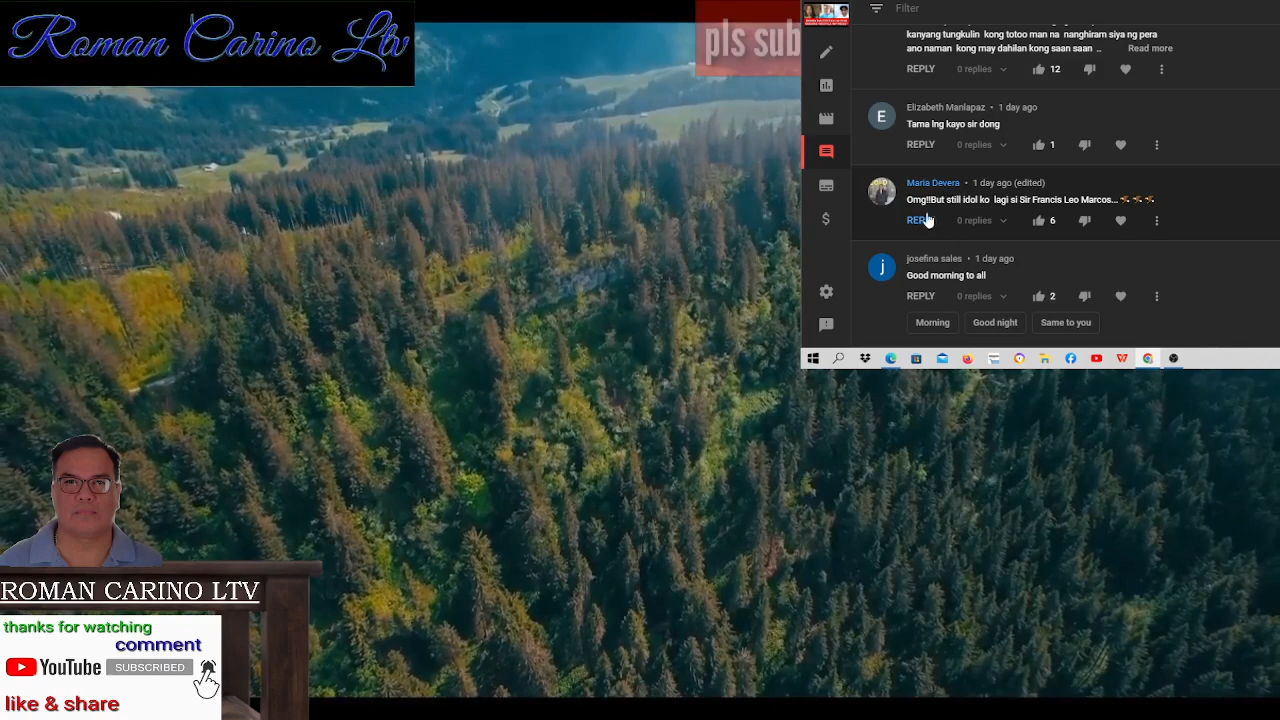 Roman Carino Ltv
pls sub
Filter
kanyang tungkulin kong totoo man na nanghiram siya ng pera
ano naman kong may dahilan kong saan saan ... Read more
REPLY 0 replies 12
E
Elizabeth Manlapaz • 1 day ago
Tama lng kayo sir dong
REPLY 0 replies 1
Maria Devera • 1 day ago (edited)
Omg!!But still idol ko lagi si Sir Francis Leo Marcos...
REPLY 0 replies 6
j
josefina sales • 1 day ago
Good morning to all
REPLY 0 replies 2
Morning Good night Same to you
ROMAN CARINO LTV
thanks for watching
comment
YouTube SUBSCRIBED
like & share